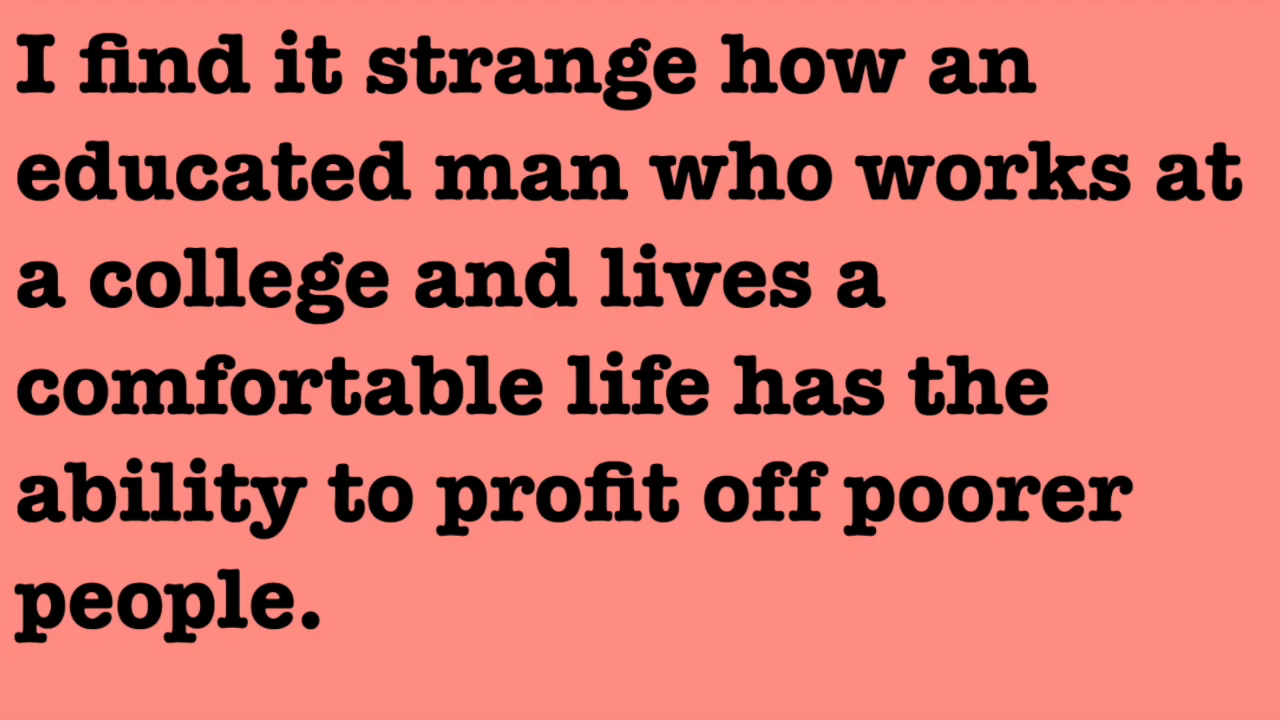 I find it strange how an
educated man who works at
a college and lives a
comfortable life has the
ability to profit off poorer
people.